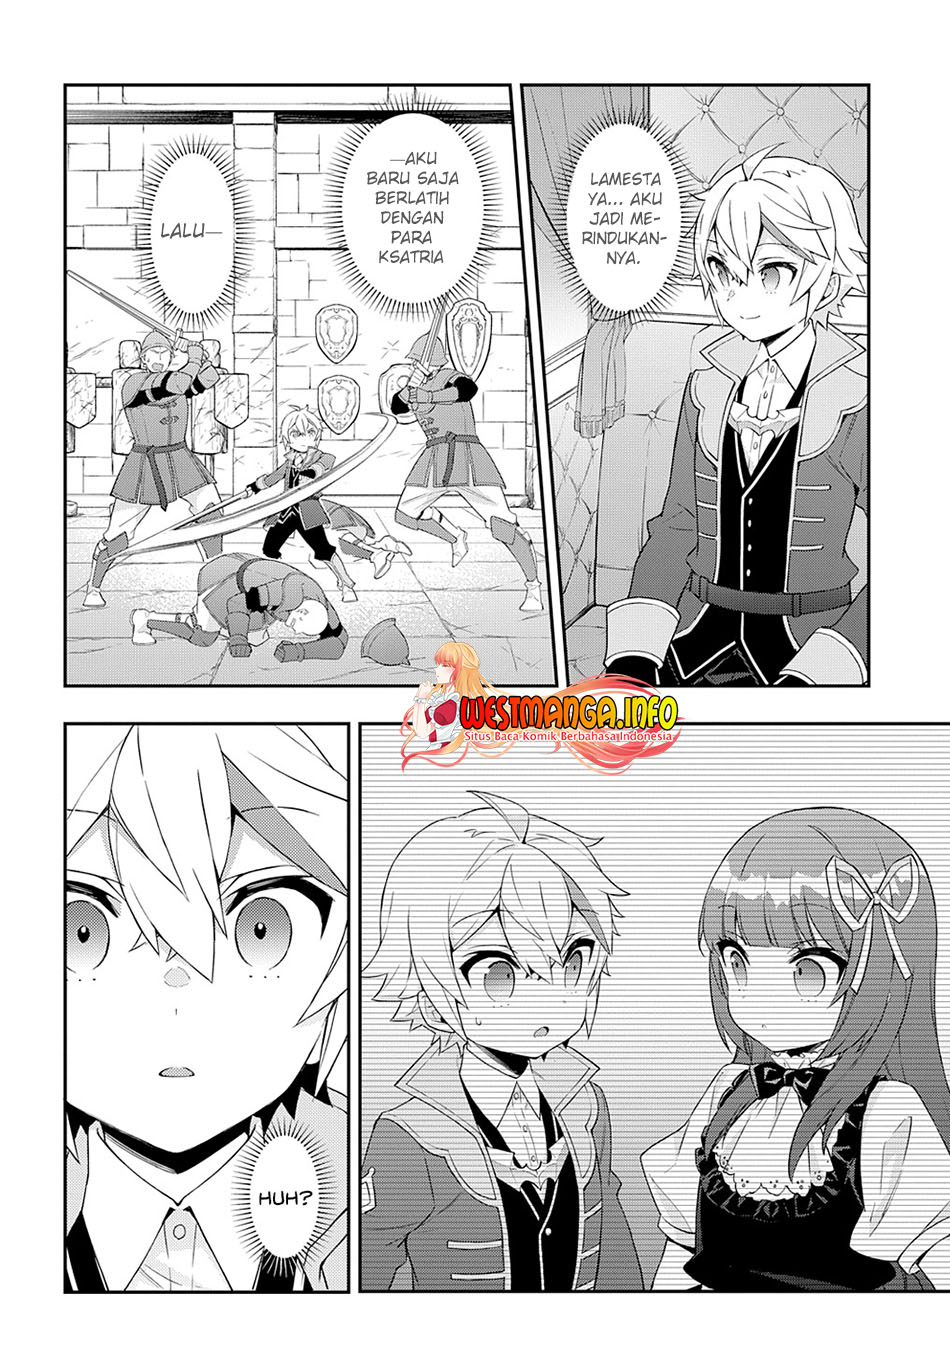 LAMESTA
YA... AKU
JADI ME-
RINDUKAN-
NYA.
—AKU
BARU SAJA
BERLATIH
DENGAN
PARA
KSATRIA
LALU—
WESTMANGA.INFO
Situs Baca Komik Berbahasa Indonesia
HUH?